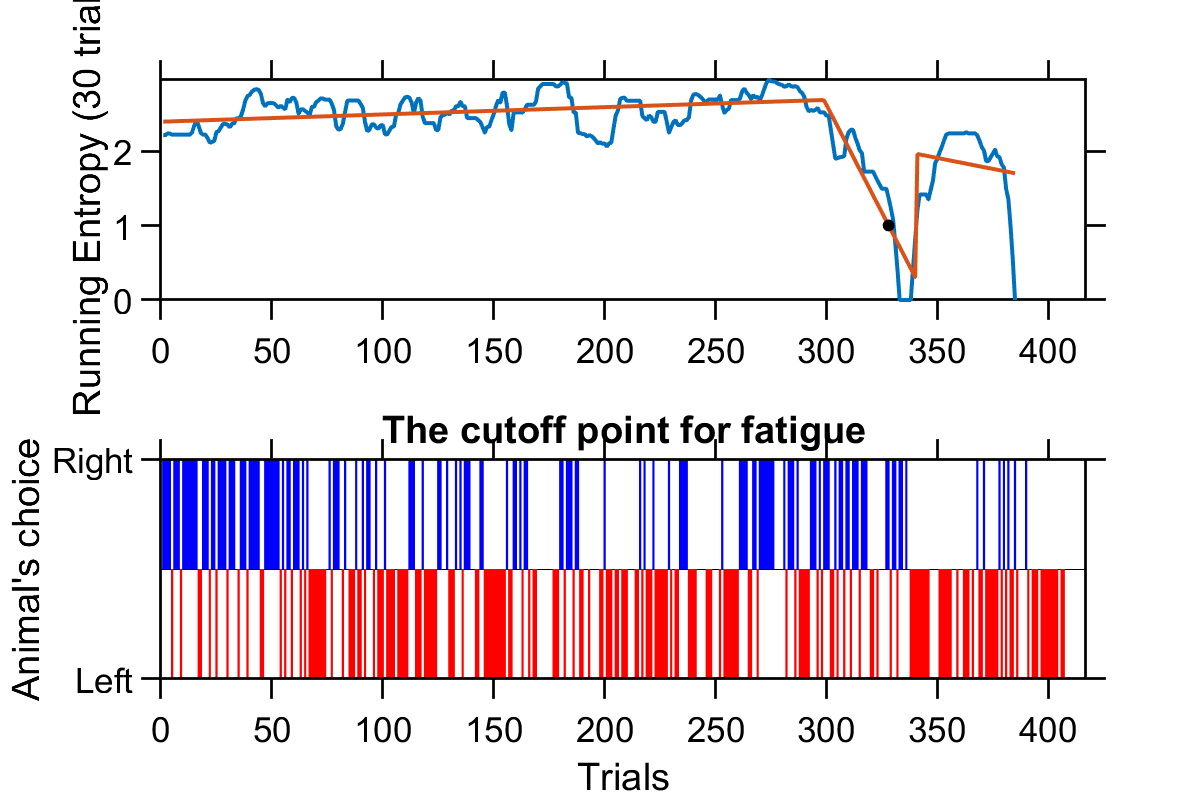 Running Entropy (30 trial
2
1
0
0 50 100 150 200 250 300 350 400
The cutoff point for fatigue
Animal's choice
Right
Left
0 50 100 150 200 250 300 350 400
Trials